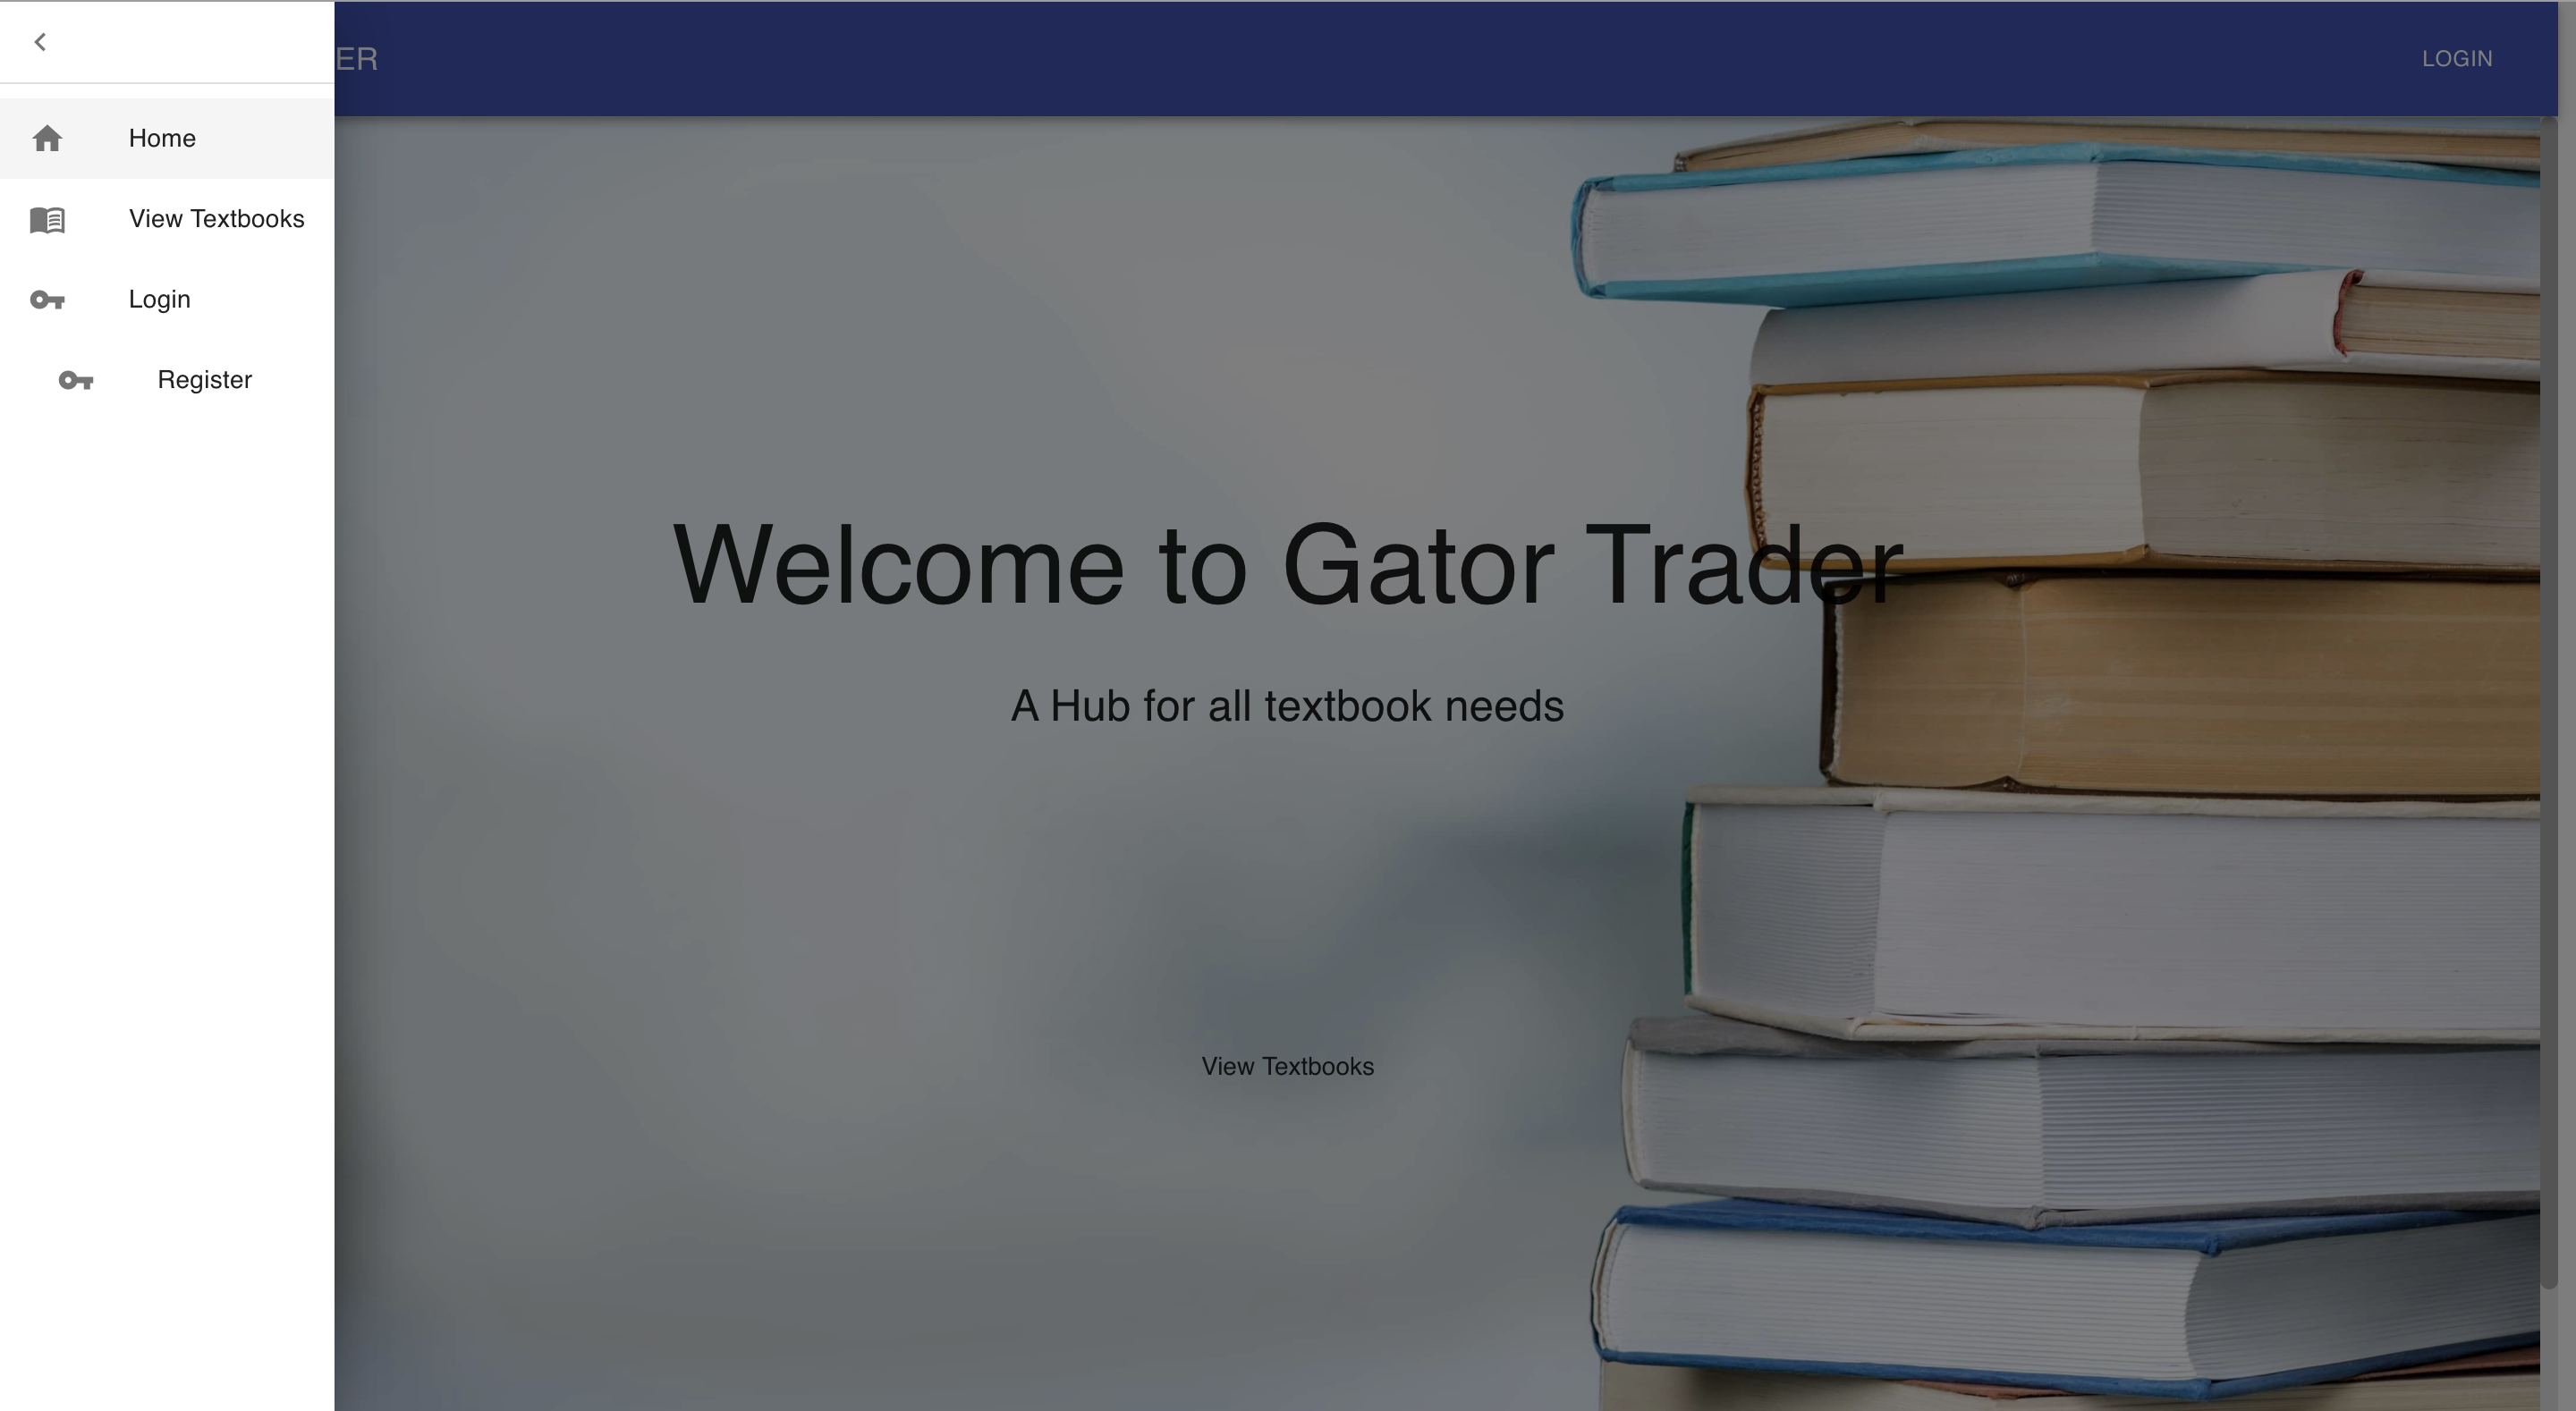 ER
LOGIN
Home
View Textbooks
Login
Register
Welcome to Gator Trader
A Hub for all textbook needs
View Textbooks